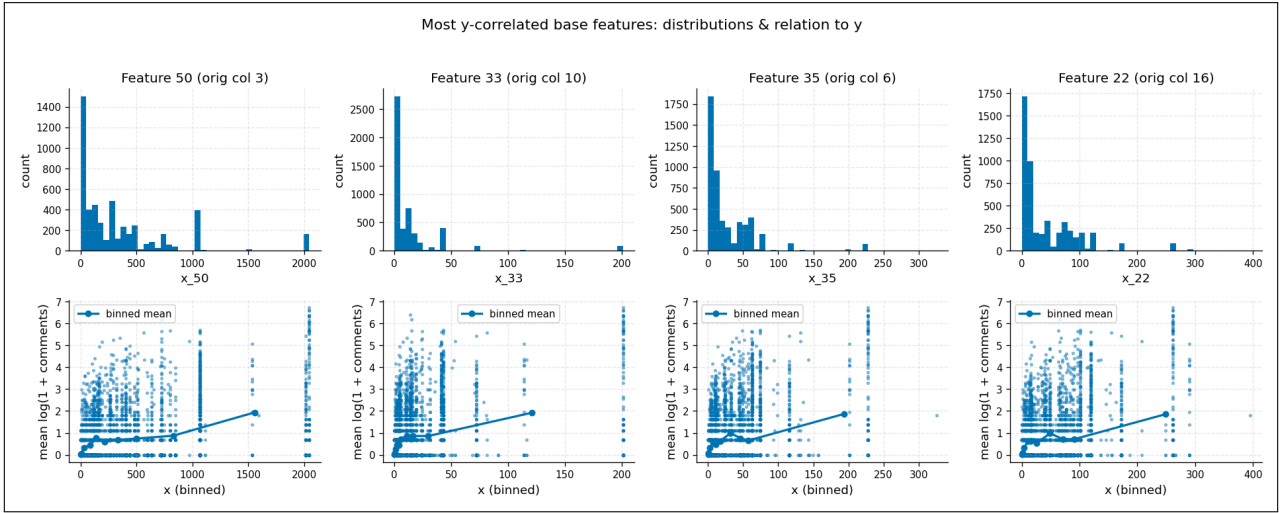 Most y-correlated base features: distributions & relation to y
Feature 50 (orig col 3)
count
1400
1200
1000
800
600
400
200
0
0 500 1000 1500 2000
x_50
Feature 33 (orig col 10)
count
2500
2000
1500
1000
500
0
0 50 100 150 200
x_33
Feature 35 (orig col 6)
count
1750
1500
1250
1000
750
500
250
0
0 50 100 150 200 250 300
x_35
Feature 22 (orig col 16)
count
1750
1500
1250
1000
750
500
250
0
0 100 200 300 400
x_22
mean log(1 + comments)
7
6
5
4
3
2
1
0
binned mean
0 500 1000 1500 2000
x (binned)
mean log(1 + comments)
7
6
5
4
3
2
1
0
binned mean
0 50 100 150 200
x (binned)
mean log(1 + comments)
7
6
5
4
3
2
1
0
binned mean
0 50 100 150 200 250 300
x (binned)
mean log(1 + comments)
7
6
5
4
3
2
1
0
binned mean
0 100 200 300 400
x (binned)